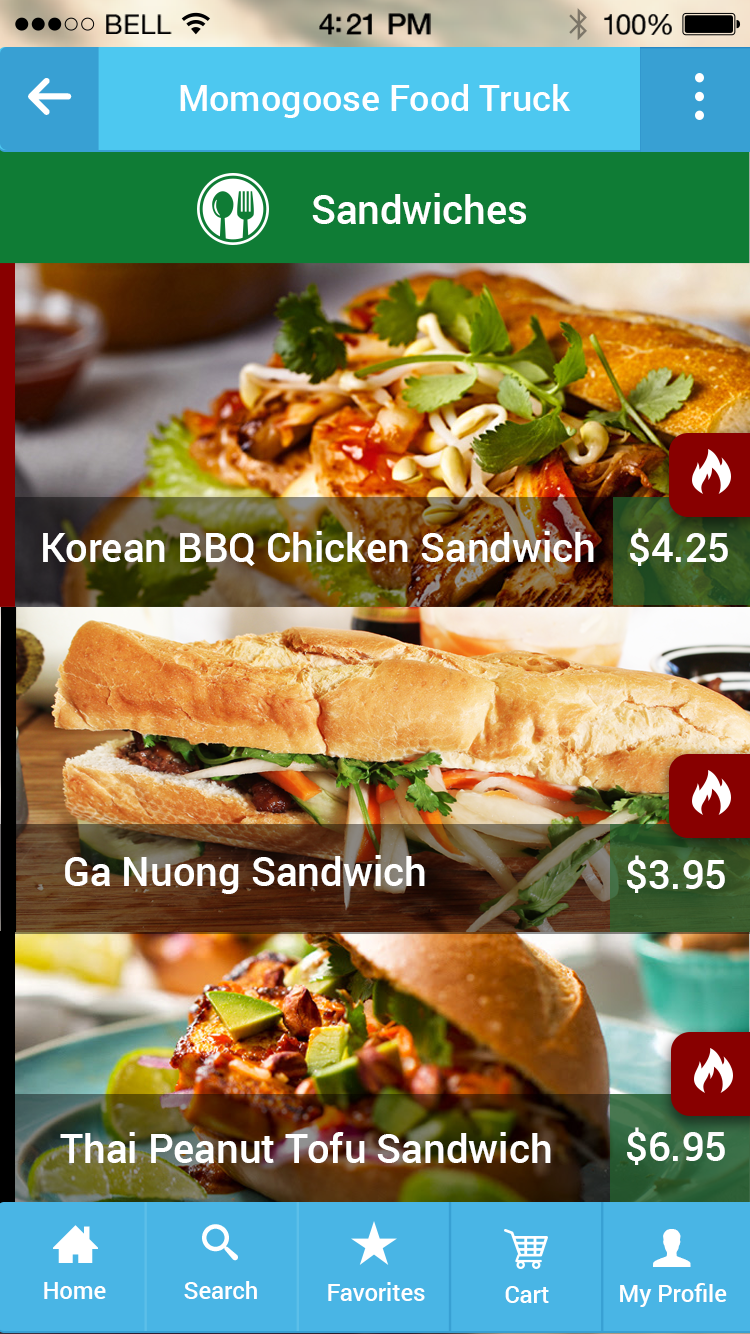 BELL 4:21 PM 100%
Momogoose Food Truck
Sandwiches
Korean BBQ Chicken Sandwich $4.25
Ga Nuong Sandwich $3.95
Thai Peanut Tofu Sandwich $6.95
Home Search Favorites Cart My Profile